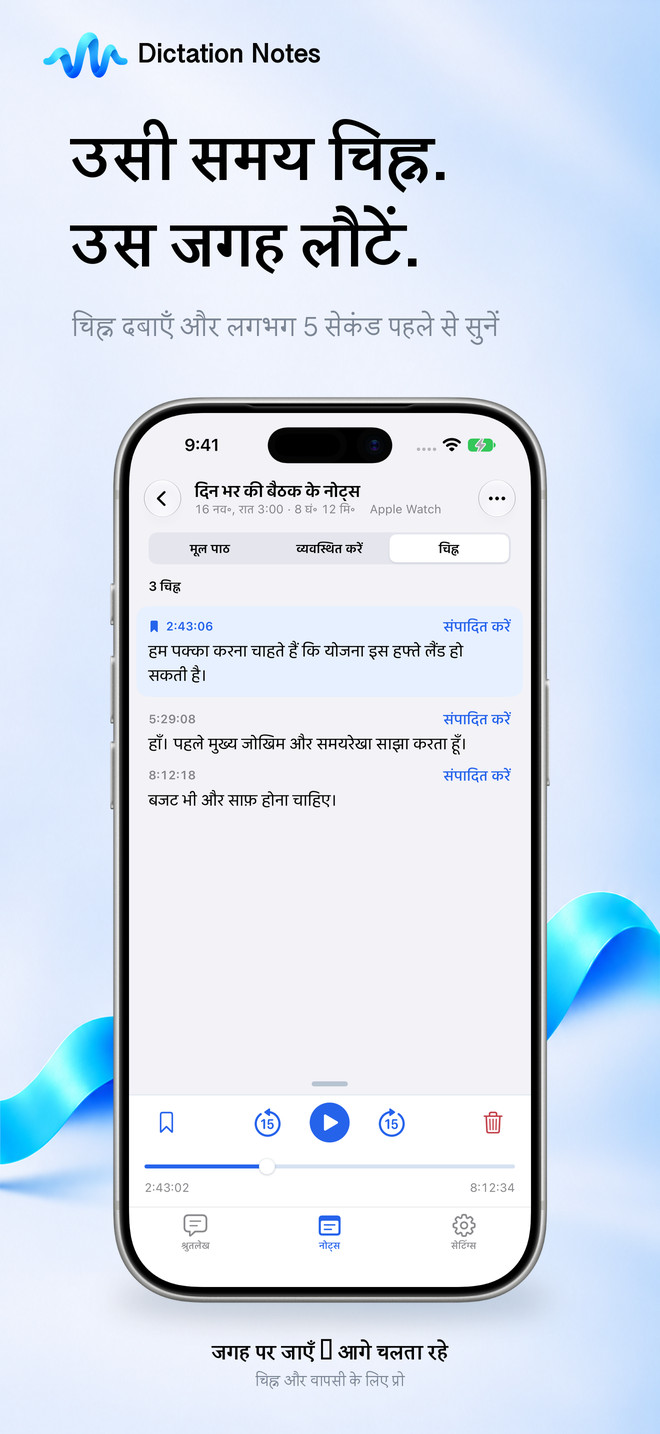 Dictation Notes
उसी समय चिह्न.
उस जगह लौटें.
चिह्न दबाएँ और लगभग 5 सेकंड पहले से सुनें
9:41
दिन भर की बैठक के नोट्स
16 नव॰, रात 3:00 · 8 घं॰ 12 मि॰ Apple Watch
मूल पाठ व्यवस्थित करें चिह्न
3 चिह्न
2:43:06 संपादित करें
हम पक्का करना चाहते हैं कि योजना इस हफ्ते लैंड हो
सकती है।
5:29:08 संपादित करें
हाँ। पहले मुख्य जोखिम और समयरेखा साझा करता हूँ।
8:12:18 संपादित करें
बजट भी और साफ़ होना चाहिए।
15 15
2:43:02 8:12:34
श्रुतलेख नोट्स सेटिंग्स
जगह पर जाएँ 　 आगे चलता रहे
चिह्न और वापसी के लिए प्रो